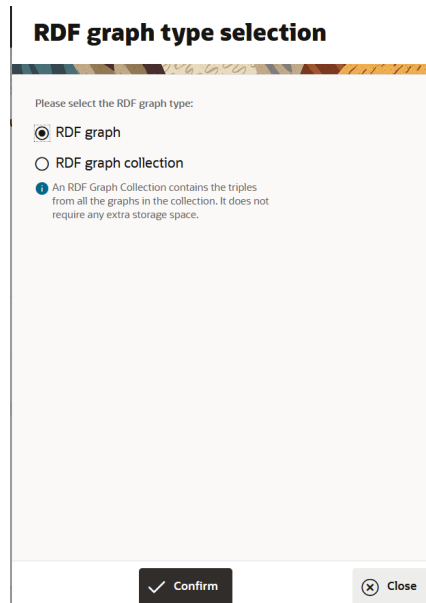 RDF graph type selection
Please select the RDF graph type:
RDF graph
RDF graph collection
An RDF Graph Collection contains the triples
from all the graphs in the collection. It does not
require any extra storage space.
Confirm
Close